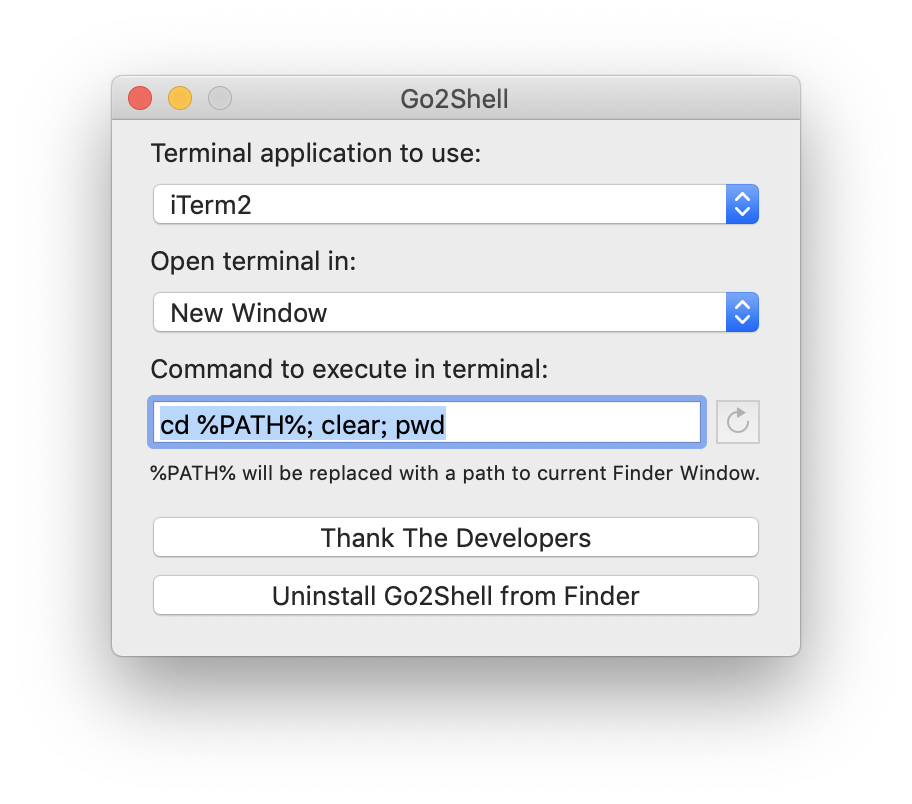 Go2Shell
Terminal application to use:
iTerm2
Open terminal in:
New Window
Command to execute in terminal:
cd %PATH%; clear; pwd
%PATH% will be replaced with a path to current Finder Window.
Thank The Developers
Uninstall Go2Shell from Finder